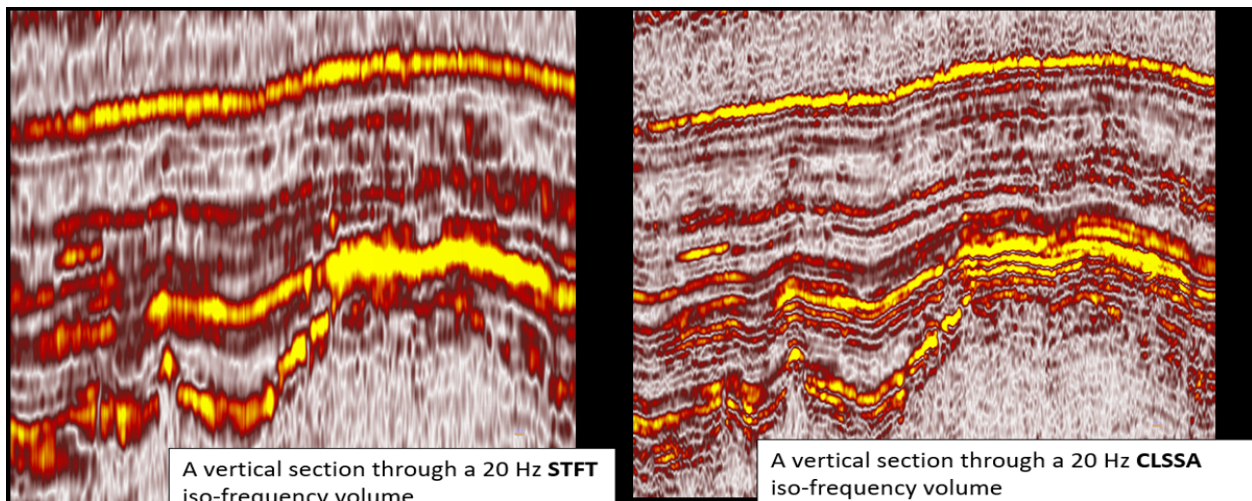 A vertical section through a 20 Hz STFT
iso-frequency volume
A vertical section through a 20 Hz CLSSA
iso-frequency volume